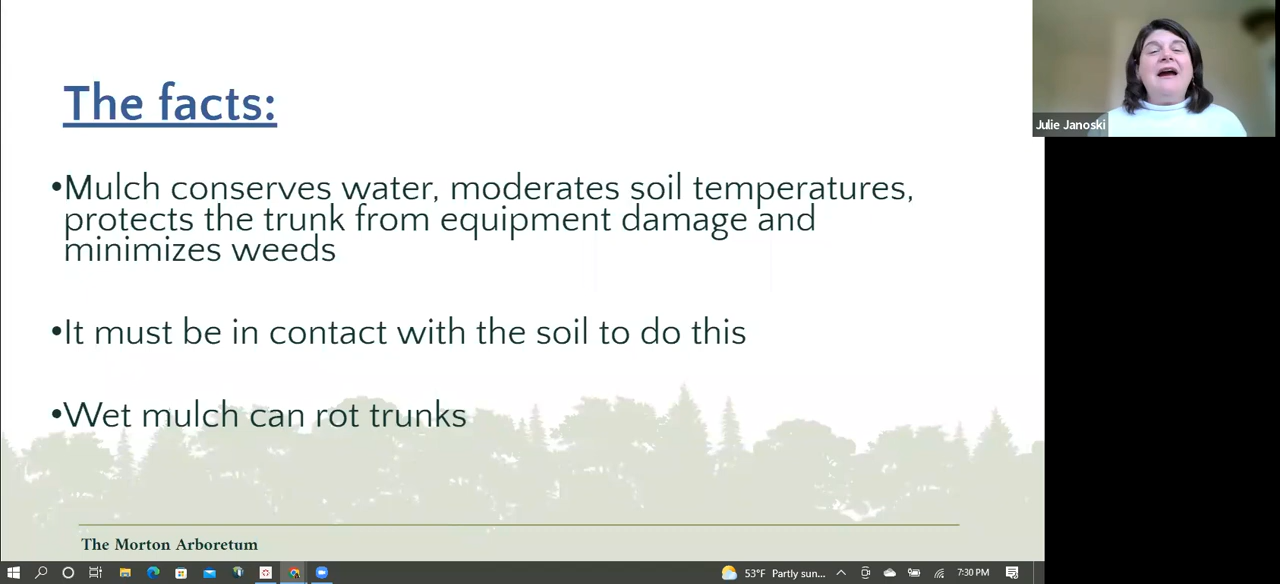 The facts:
•Mulch conserves water, moderates soil temperatures,
protects the trunk from equipment damage and
minimizes weeds
•It must be in contact with the soil to do this
•Wet mulch can rot trunks
The Morton Arboretum
Julie Janoski
53°F Partly sun...
7:30 PM